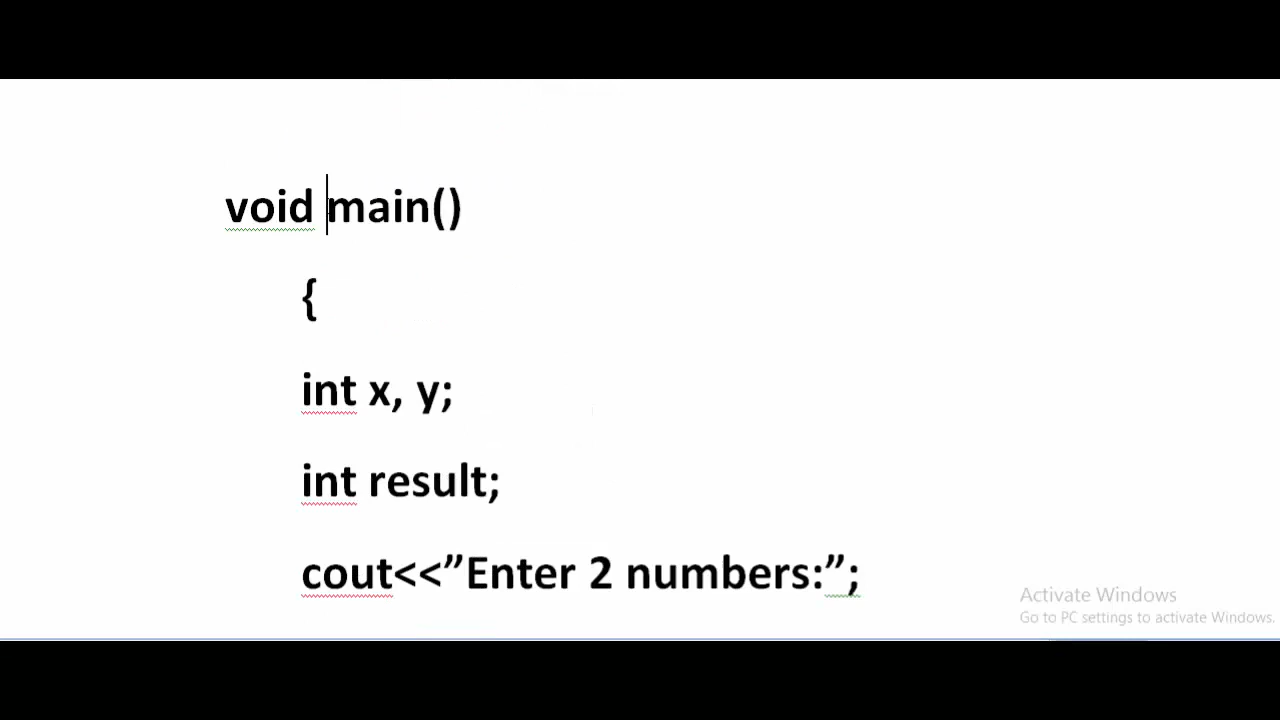 void main()
{
int x, y;
int result;
cout<<”Enter 2 numbers:”;
Activate Windows
Go to PC settings to activate Windows.